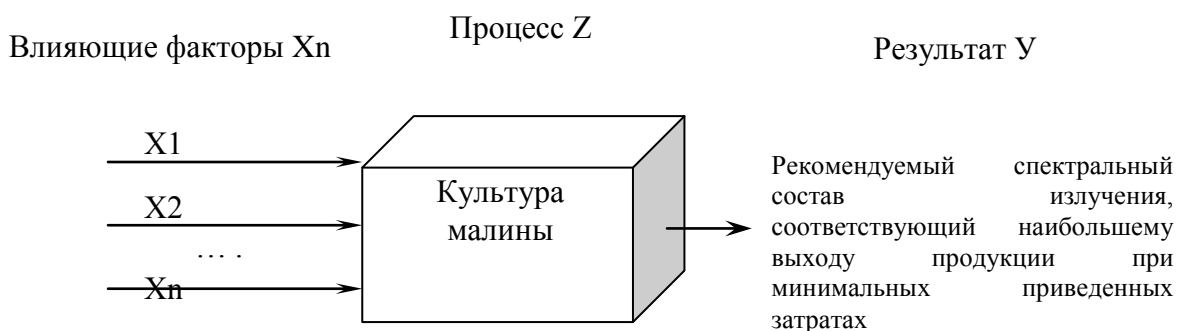 Влияющие факторы Xn
Процесс Z
Результат У
X1
X2
... .
Xn
Культура
малины
Рекомендуемый спектральный
состав излучения,
соответствующий наибольшему
выходу продукции при
минимальных приведенных
затратах